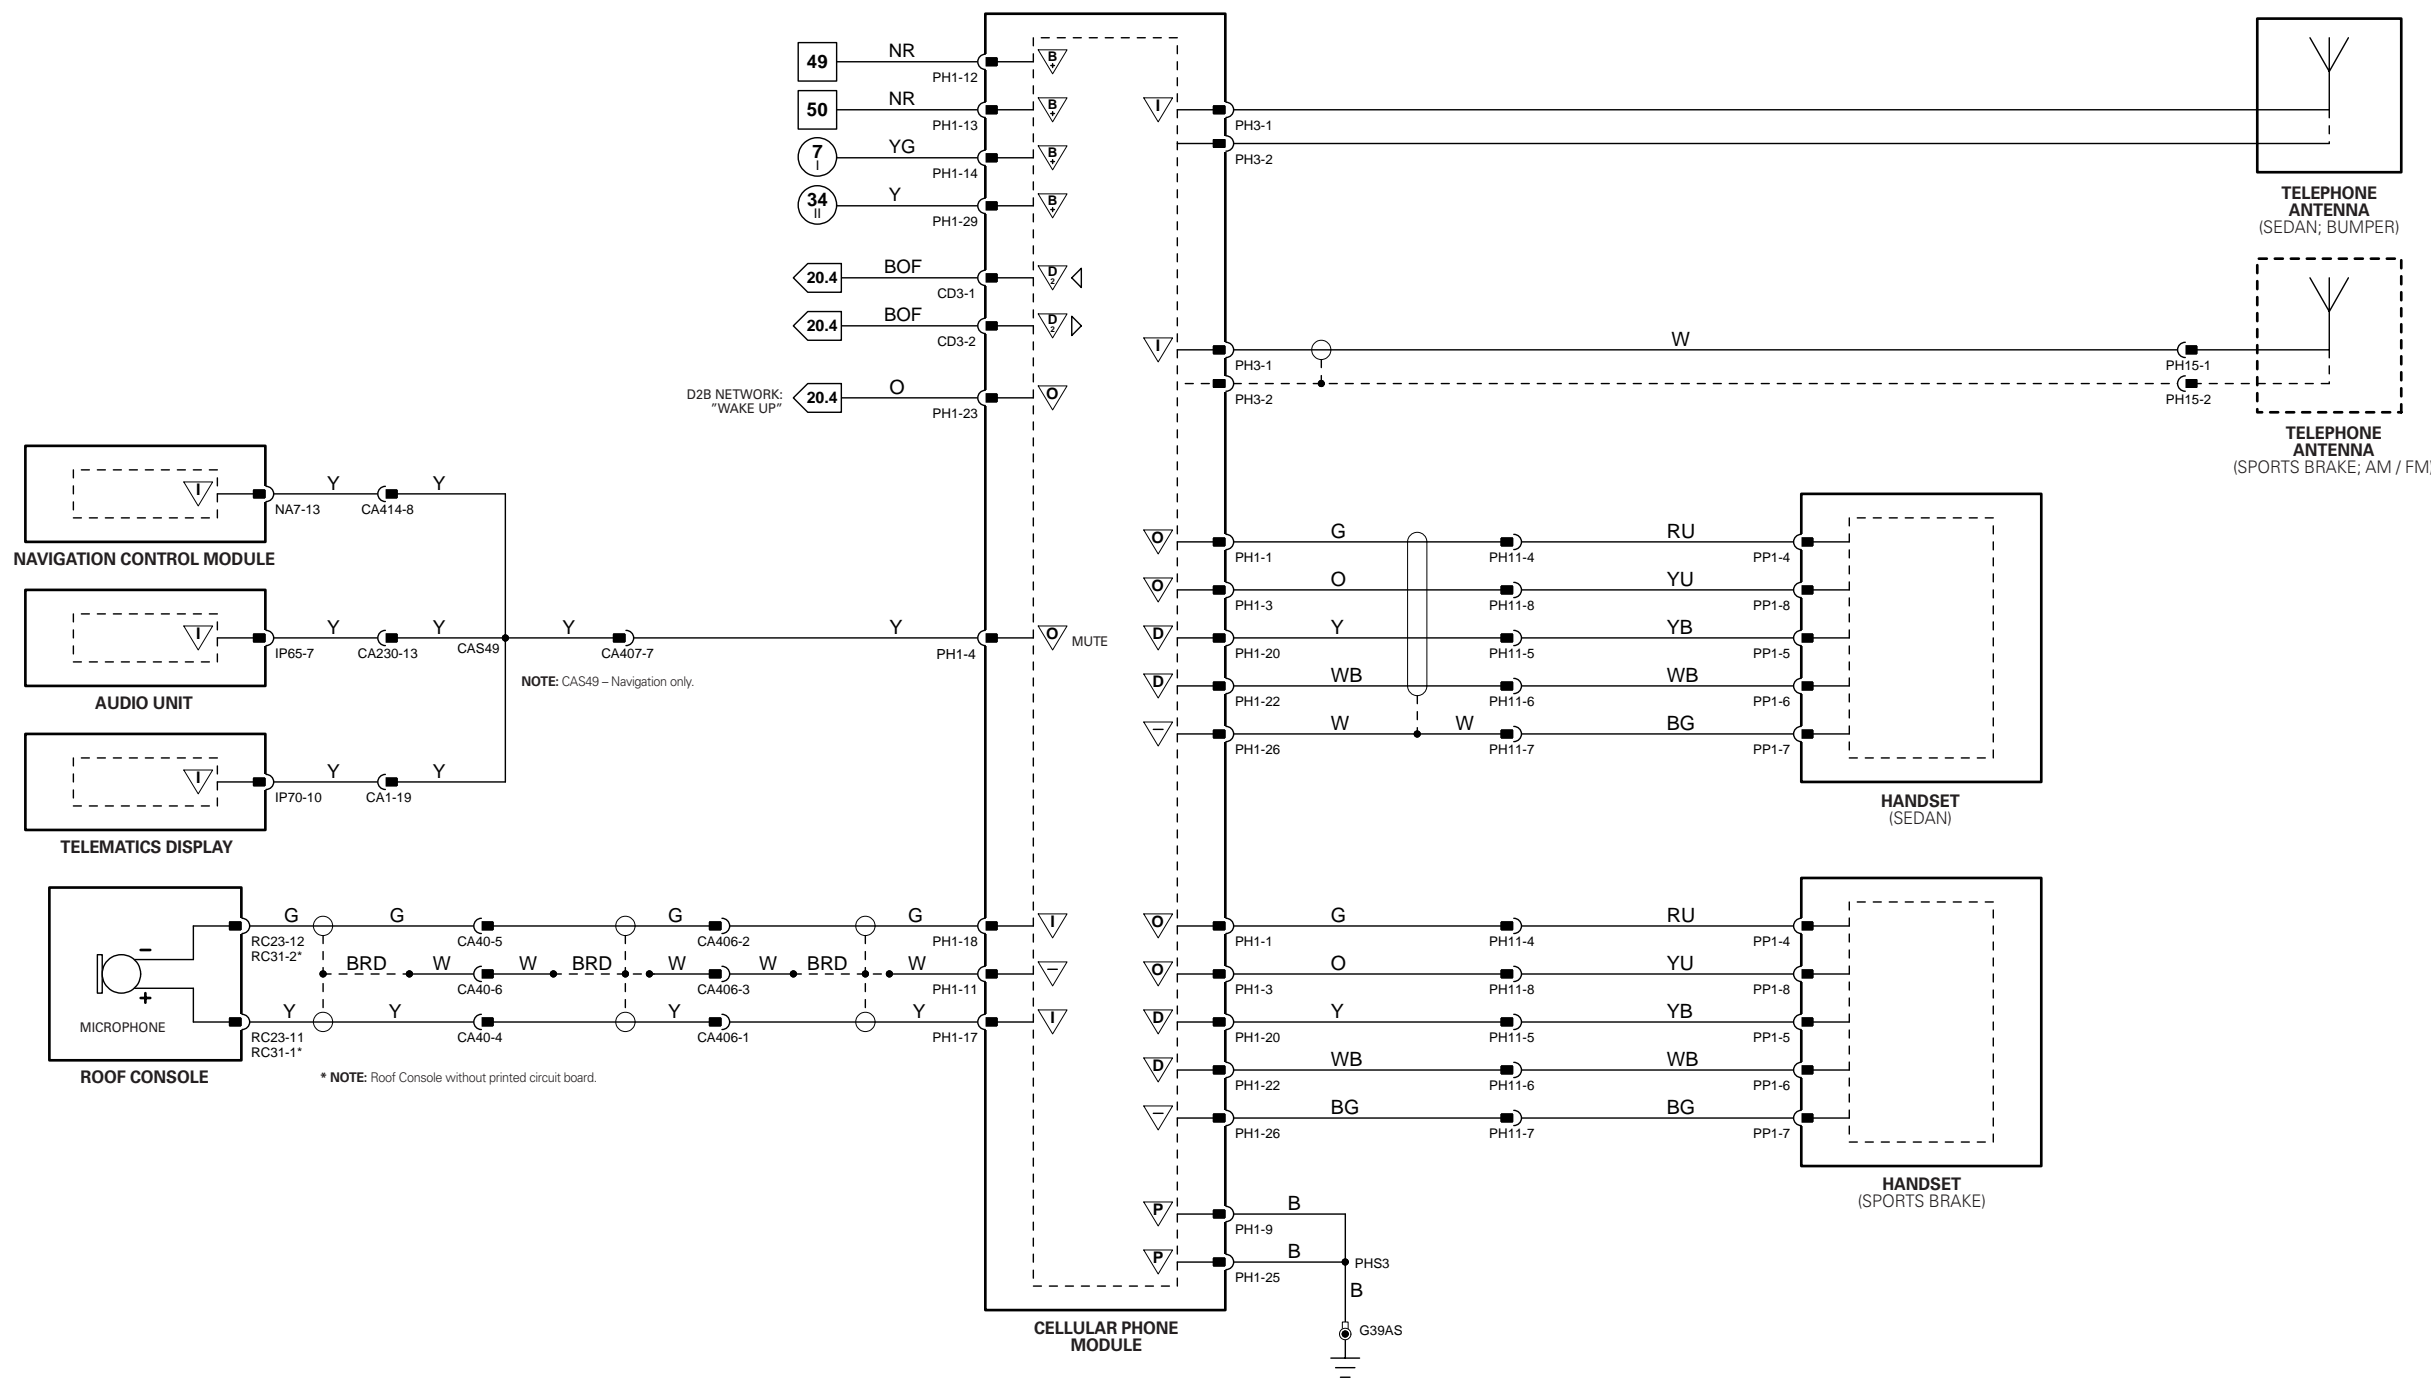 49
NR
PH1-12
B
+
50
NR
PH1-13
B
+
7
I
YG
PH1-14
B
+
34
II
Y
PH1-29
B
+
20.4
BOF
CD3-1
D
2
20.4
BOF
CD3-2
D
2
D2B NETWORK:
"WAKE UP"
20.4
O
PH1-23
O
I
PH3-1
PH3-2
TELEPHONE
ANTENNA
(SEDAN; BUMPER)
I
PH3-1
W
PH15-1
PH3-2
PH15-2
TELEPHONE
ANTENNA
(SPORTS BRAKE; AM / FM)
I
NA7-13
Y
CA414-8
Y
NAVIGATION CONTROL MODULE
I
IP65-7
Y
CA230-13
Y
CAS49
Y
CA407-7
Y
PH1-4
O
MUTE
NOTE: CAS49 – Navigation only.
AUDIO UNIT
I
IP70-10
Y
CA1-19
Y
TELEMATICS DISPLAY
O
PH1-1
G
PH11-4
RU
PP1-4
O
PH1-3
O
PH11-8
YU
PP1-8
D
PH1-20
Y
PH11-5
YB
PP1-5
D
PH1-22
WB
PH11-6
WB
PP1-6
–
PH1-26
W
W
PH11-7
BG
PP1-7
HANDSET
(SEDAN)
–
+
MICROPHONE
ROOF CONSOLE
G
RC23-12
RC31-2*
G
CA40-5
G
CA406-2
G
PH1-18
I
BRD
W
CA40-6
W
BRD
W
CA406-3
W
BRD
W
PH1-11
–
Y
RC23-11
RC31-1*
Y
CA40-4
Y
CA406-1
Y
PH1-17
I
* NOTE: Roof Console without printed circuit board.
O
PH1-1
G
PH11-4
RU
PP1-4
O
PH1-3
O
PH11-8
YU
PP1-8
D
PH1-20
Y
PH11-5
YB
PP1-5
D
PH1-22
WB
PH11-6
WB
PP1-6
–
PH1-26
BG
PH11-7
BG
PP1-7
HANDSET
(SPORTS BRAKE)
P
PH1-9
B
P
PH1-25
B
PHS3
B
G39AS
CELLULAR PHONE
MODULE